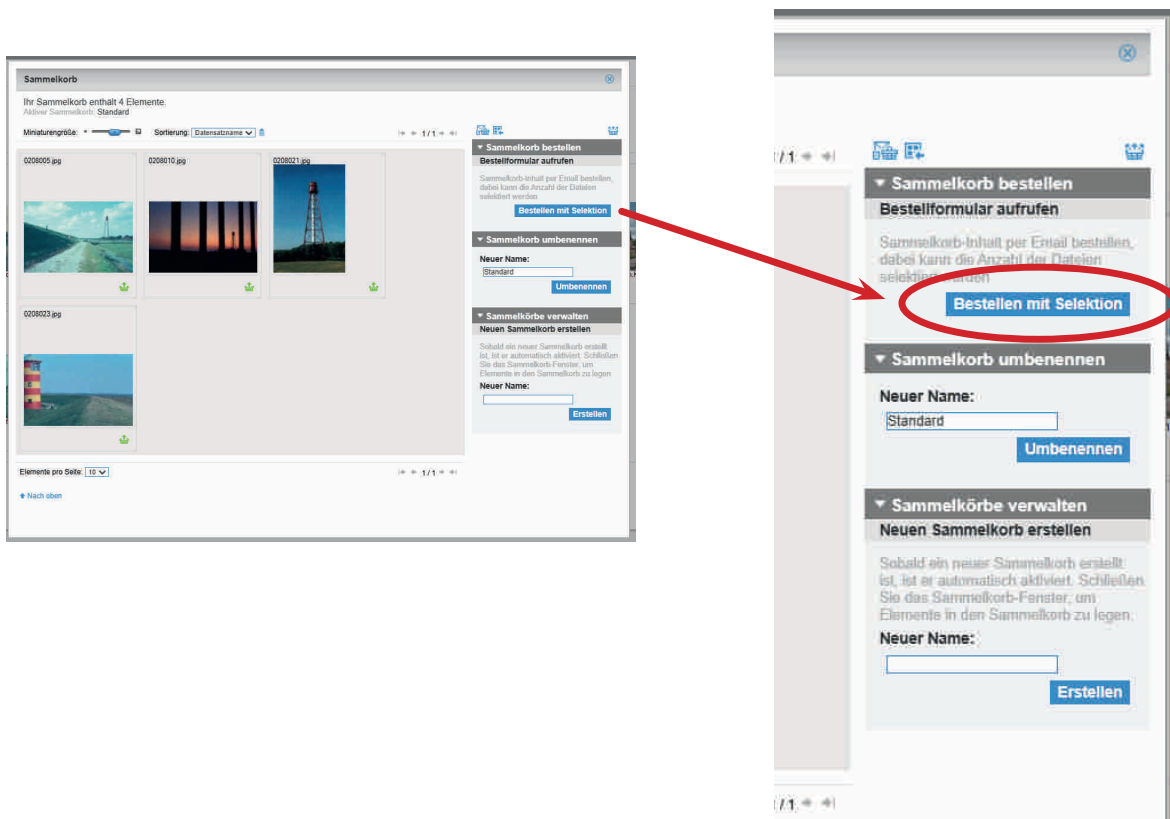 Sammelkorb
Ihr Sammelkorb enthält 4 Elemente.
Aktiver Sammelkorb: Standard
Miniaturengröße: Sortierung: Datensatzname 1/1
0208005.jpg 0208010.jpg 0208021.jpg
0208023.jpg
Elemente pro Seite: 10 1/1
Nach oben
Sammelkorb bestellen
Bestellformular aufrufen
Sammelkorb-Inhalt per Email bestellen,
dabei kann die Anzahl der Dateien
selektiert werden
Bestellen mit Selektion
Sammelkorb umbenennen
Neuer Name:
Standard
Umbenennen
Sammelkörbe verwalten
Neuen Sammelkorb erstellen
Sobald ein neuer Sammelkorb erstellt
ist, ist er automatisch aktiviert. Schließen
Sie das Sammelkorb-Fenster, um
Elemente in den Sammelkorb zu legen.
Neuer Name:
Erstellen
/1
Sammelkorb bestellen
Bestellformular aufrufen
Sammelkorb-Inhalt per Email bestellen,
dabei kann die Anzahl der Dateien
selektiert werden
Bestellen mit Selektion
Sammelkorb umbenennen
Neuer Name:
Standard
Umbenennen
Sammelkörbe verwalten
Neuen Sammelkorb erstellen
Sobald ein neuer Sammelkorb erstellt
ist, ist er automatisch aktiviert. Schließen
Sie das Sammelkorb-Fenster, um
Elemente in den Sammelkorb zu legen.
Neuer Name:
Erstellen
/1